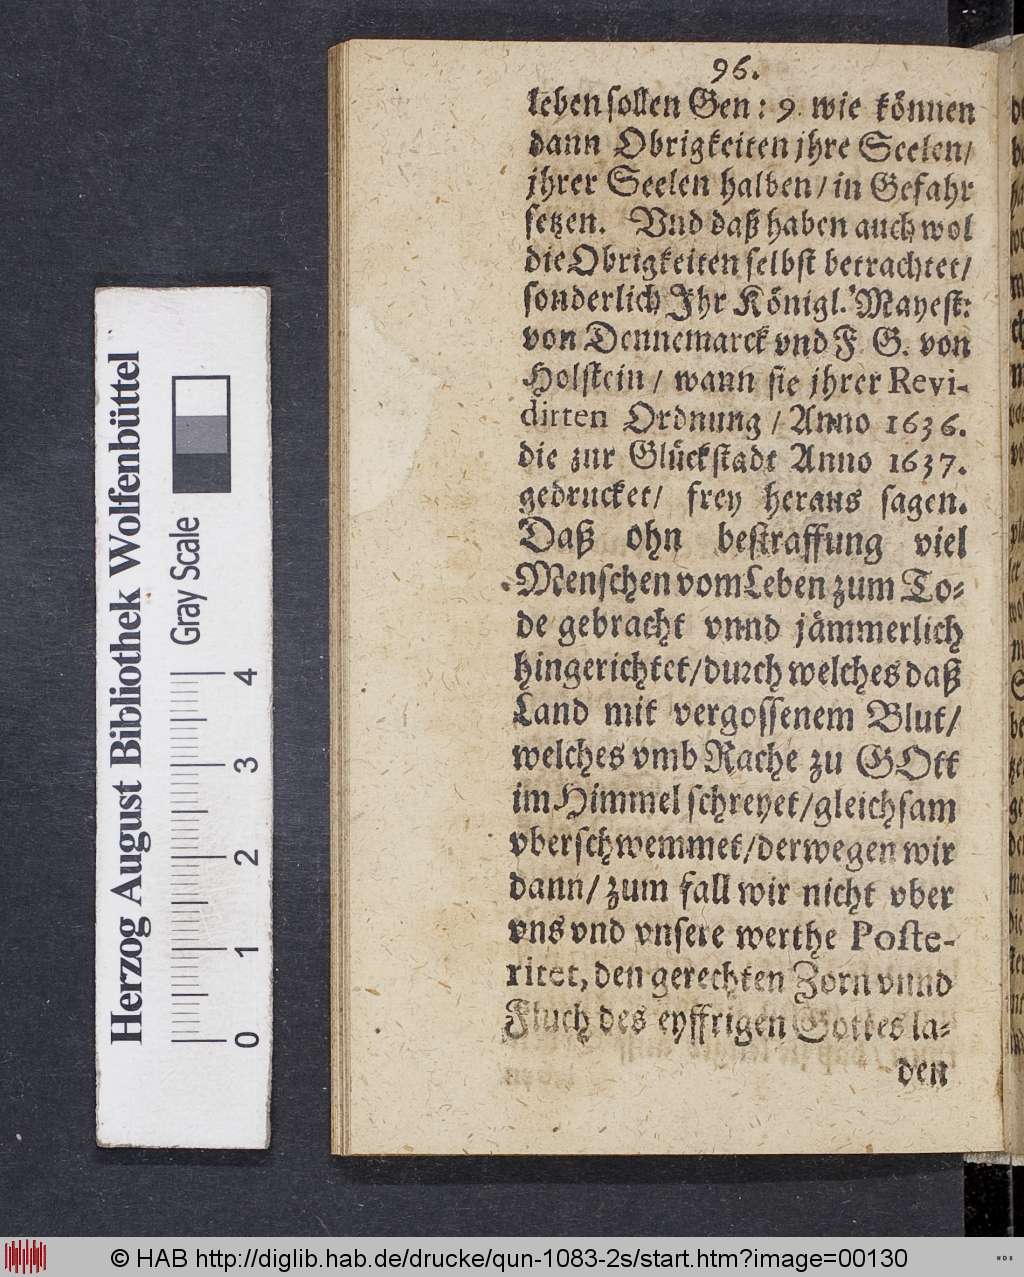 96.
leben sollen Gen: 9. wie können
dann Obrigkeiten jhre Seelen/
jhrer Seelen halben/ in Gefahr
setzen. Vnd daß haben auch wol
die Obrigkeiten selbst betrachtet/
sonderlich Jhr Königl. Mayest:
von Dennemarck vnd F. G. von
Holstein/ wann sie jhrer Revi-
dirten Ordnung/ Anno 1636.
die zur Glückstadt Anno 1637.
gedrucket/ frey heraus sagen.
Daß ohn bestraffung viel
Menschen vom Leben zum To-
de gebracht vnnd jämmerlich
hingerichtet/ durch welches daß
Land mit vergossenem Blut/
welches vmb Rache zu GOtt
im Himmel schreyet/ gleichsam
vberschwemmet/ derwegen wir
dann/ zum fall wir nicht vber
vns vnd vnsere werthe Poste-
ritet, den gerechten Zorn vnnd
Fluch des eyffrigen Gottes la-
den
Herzog August Bibliothek Wolfenbüttel
Gray Scale
0 1 2 3 4
© HAB http://diglib.hab.de/drucke/qun-1083-2s/start.htm?image=00130